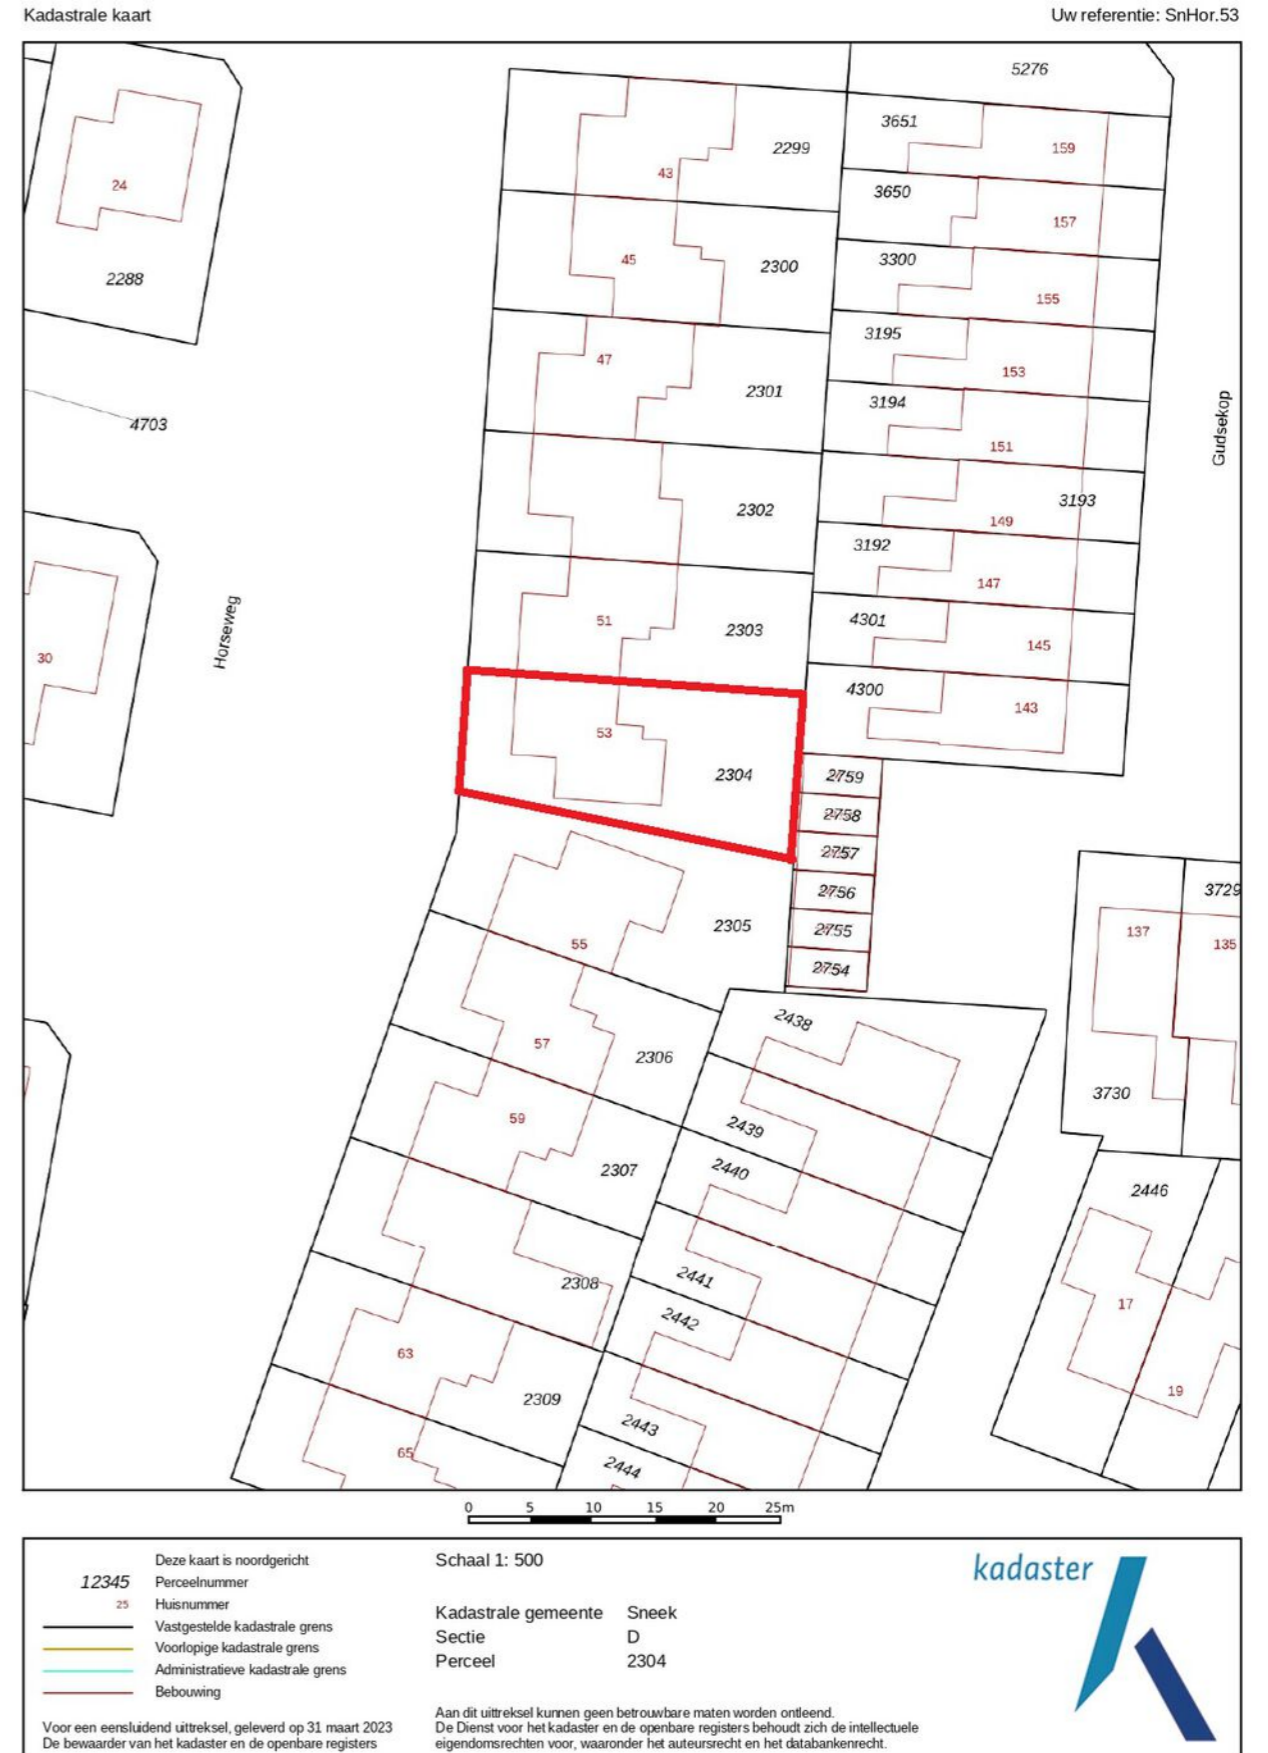 Kadastrale kaart
Uw referentie: SnHor.53
5276
3651
159
2299
43
24
3650
157
2288
45
2300
3300
155
47
2301
3195
153
4703
3194
151
Gudsekop
2302
3193
149
3192
147
30
Horseweg
51
2303
4301
145
4300
143
53
2304
2759
2758
2757
2756
2755
2754
3729
137
135
2305
55
2438
57
2306
3730
59
2439
2307
2440
2446
2308
2441
17
2442
63
2309
19
2443
65
2444
0 5 10 15 20 25m
Deze kaart is noordgericht
12345 Perceelnummer
25 Huisnummer
Vastgestelde kadastrale grens
Voorlopige kadastrale grens
Administratieve kadastrale grens
Bebouwing
Voor een eensluidend uittreksel, geleverd op 31 maart 2023
De bewaarder van het kadaster en de openbare registers
Schaal 1: 500
Kadastrale gemeente Sneek
Sectie D
Perceel 2304
Aan dit uittreksel kunnen geen betrouwbare maten worden ontleend.
De Dienst voor het kadaster en de openbare registers behoudt zich de intellectuele
eigendomsrechten voor, waaronder het auteursrecht en het databankenrecht.
kadaster